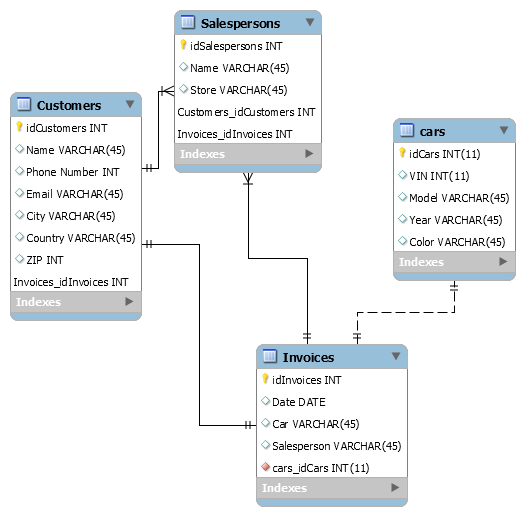 Salespersons
idSalespersons INT
Name VARCHAR(45)
Store VARCHAR(45)
Customers_idCustomers INT
Invoices_idInvoices INT
Indexes
Customers
idCustomers INT
Name VARCHAR(45)
Phone Number INT
Email VARCHAR(45)
City VARCHAR(45)
Country VARCHAR(45)
ZIP INT
Invoices_idInvoices INT
Indexes
cars
idCars INT(11)
VIN INT(11)
Model VARCHAR(45)
Year VARCHAR(45)
Color VARCHAR(45)
Indexes
Invoices
idInvoices INT
Date DATE
Car VARCHAR(45)
Salesperson VARCHAR(45)
cars_idCars INT(11)
Indexes